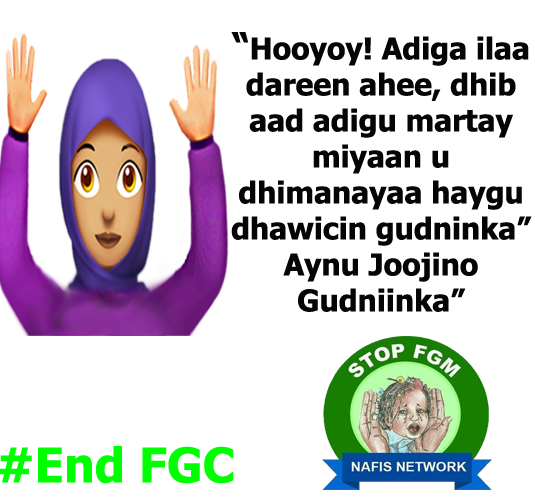 “Hooyoy! Adiga ilaa
dareen ahee, dhib
aad adigu martay
miyaan u
dhimanayaa haygu
dhawicin gudninka”
Aynu Joojino
Gudniinka”
STOP FGM
NAFIS NETWORK
#End FGC